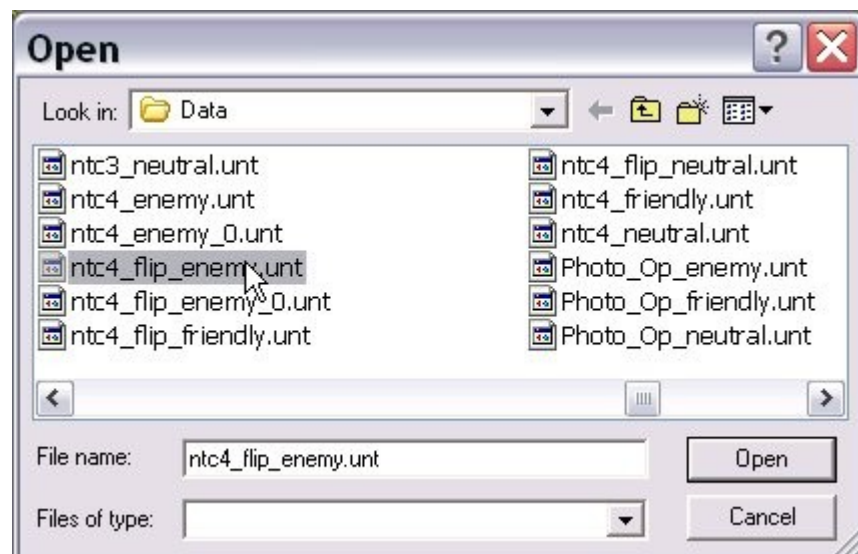 Open
Look in: Data
ntc3_neutral.unt
ntc4_enemy.unt
ntc4_enemy_0.unt
ntc4_flip_enemy.unt
ntc4_flip_enemy_0.unt
ntc4_flip_friendly.unt
ntc4_flip_neutral.unt
ntc4_friendly.unt
ntc4_neutral.unt
Photo_Op_enemy.unt
Photo_Op_friendly.unt
Photo_Op_neutral.unt
File name: ntc4_flip_enemy.unt Open
Files of type: Cancel